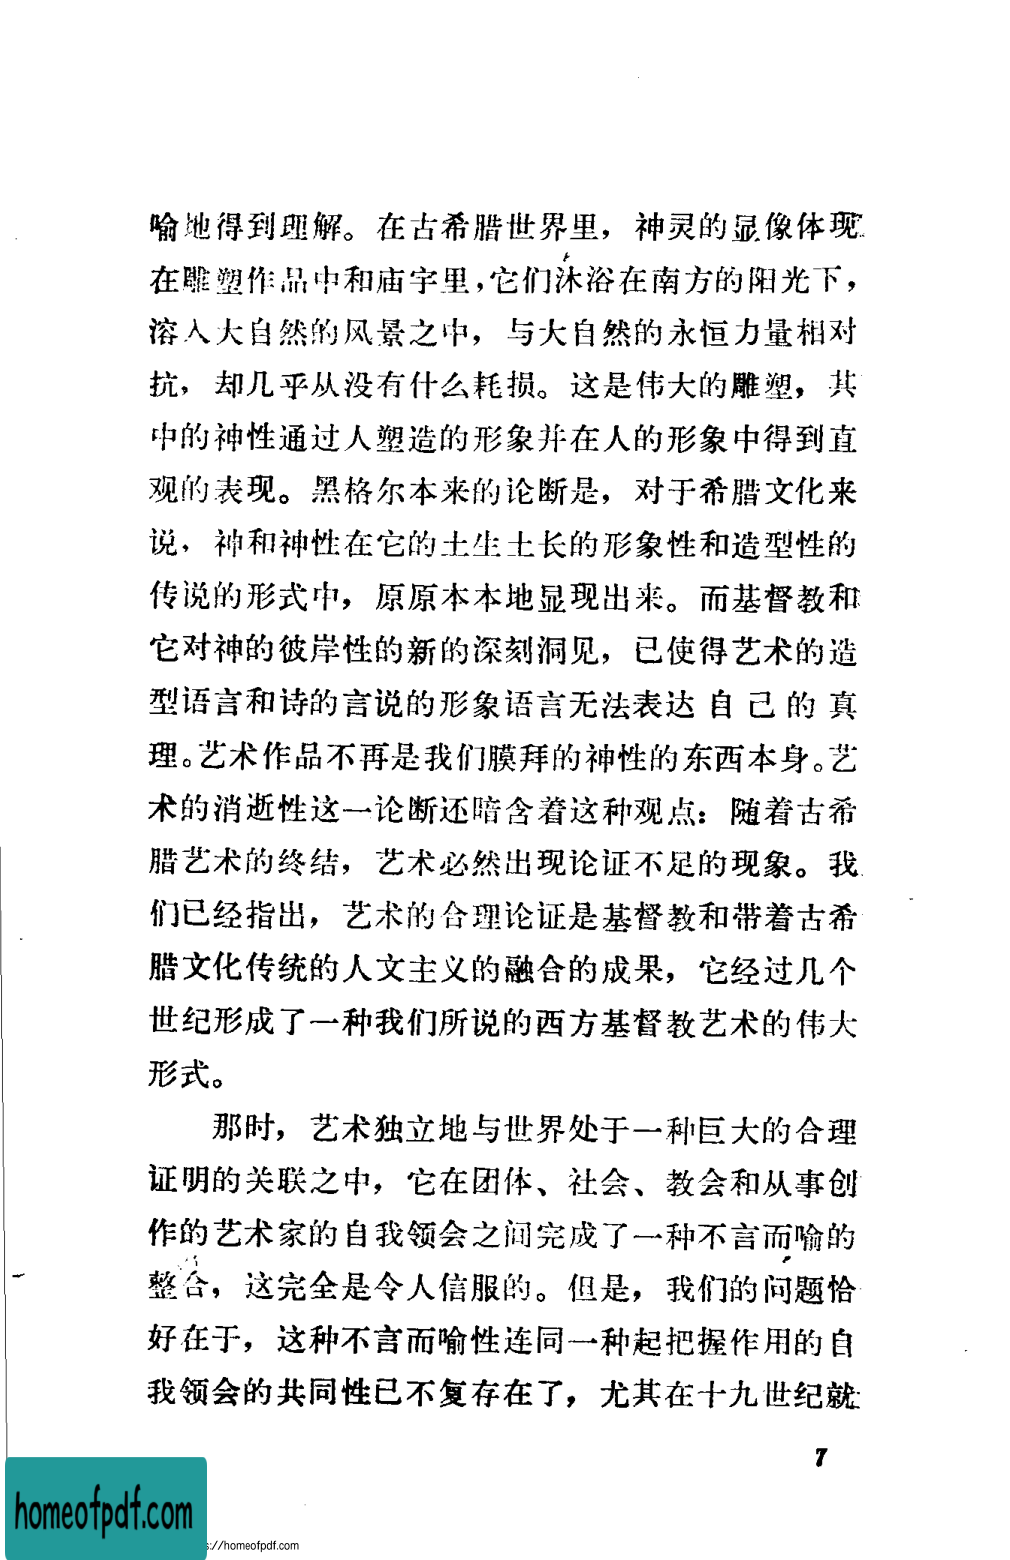 喻地得到理解。在古希腊世界里，神灵的显像体现
在雕塑作品中和庙宇里，它们沐浴在南方的阳光下，
溶入大自然的风景之中，与大自然的永恒力量相对
抗，却几乎从没有什么耗损。这是伟大的雕塑，其
中的神性通过人塑造的形象并在人的形象中得到直
观的表现。黑格尔本来的论断是，对于希腊文化来
说，神和神性在它的土生土长的形象性和造型性的
传说的形式中，原原本本地显现出来。而基督教和
它对神的彼岸性的新的深刻洞见，已使得艺术的造
型语言和诗的言说的形象语言无法表达自己的真
理。艺术作品不再是我们膜拜的神性的东西本身。艺
术的消逝性这一论断还暗含着这种观点：随着古希
腊艺术的终结，艺术必然出现论证不足的现象。我
们已经指出，艺术的合理论证是基督教和带着古希
腊文化传统的人文主义的融合的成果，它经过几个
世纪形成了一种我们所说的西方基督教艺术的伟大
形式。
那时，艺术独立地与世界处于一种巨大的合理
证明的关联之中，它在团体、社会、教会和从事创
作的艺术家的自我领会之间完成了一种不言而喻的
整合，这完全是令人信服的。但是，我们的问题恰
好在于，这种不言而喻性连同一种起把握作用的自
我领会的共同性已不复存在了，尤其在十九世纪就
7
homeofpdf.com
://homeofpdf.com